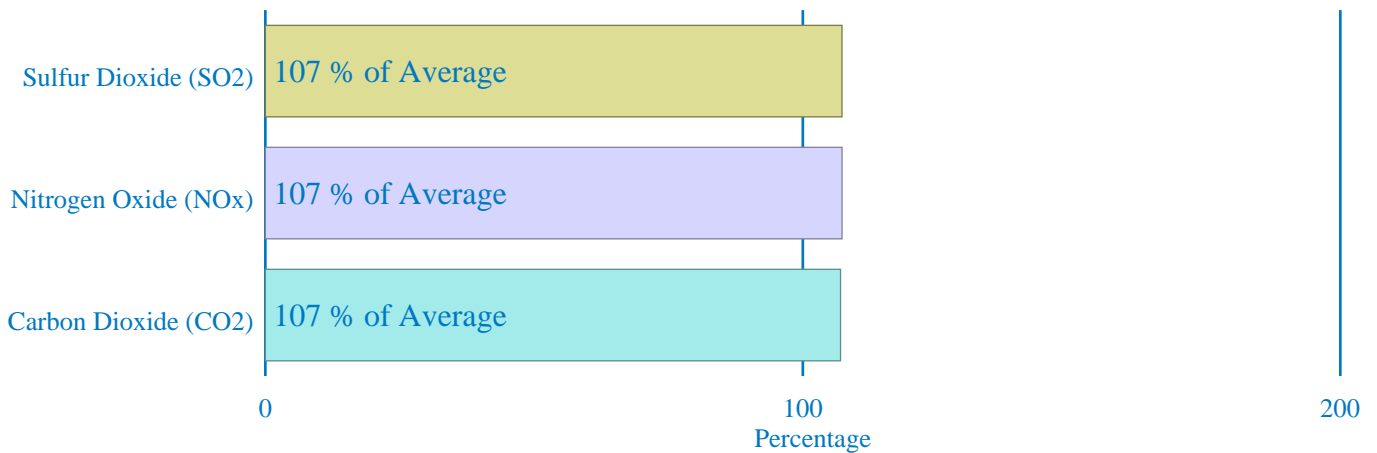 Sulfur Dioxide (SO2)
107 % of Average
Nitrogen Oxide (NOx)
107 % of Average
Carbon Dioxide (CO2)
107 % of Average
0
100
200
Percentage